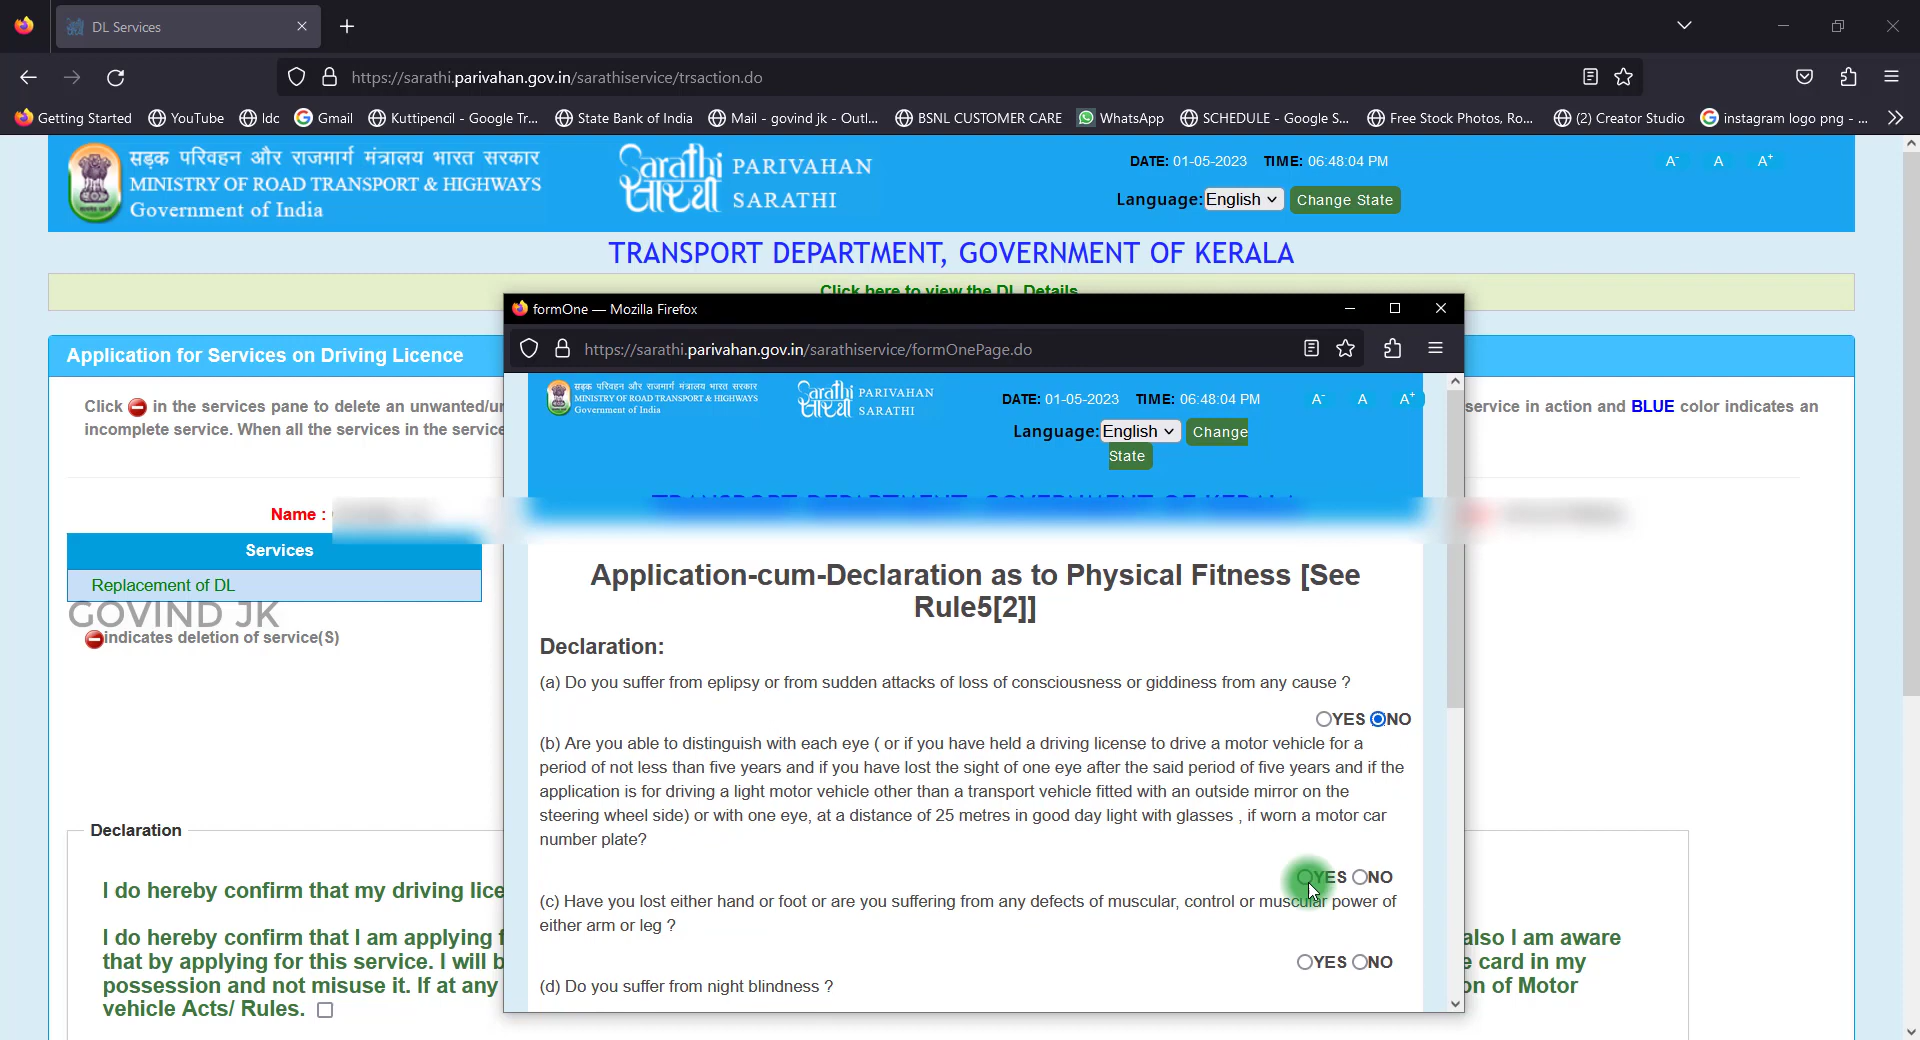 DL Services
https://sarathi.parivahan.gov.in/sarathiservice/trsaction.do
Getting Started YouTube ldc Gmail Kuttipencil - Google Tr... State Bank of India Mail - govind jk - Outl... BSNL CUSTOMER CARE WhatsApp SCHEDULE - Google S... Free Stock Photos, Ro... (2) Creator Studio instagram logo png - ...
सड़क परिवहन और राजमार्ग मंत्रालय भारत सरकार
MINISTRY OF ROAD TRANSPORT & HIGHWAYS
Government of India
Sarathi
सारथी
PARIVAHAN
SARATHI
DATE: 01-05-2023 TIME: 06:48:04 PM
A- A A+
Language: English Change State
TRANSPORT DEPARTMENT, GOVERNMENT OF KERALA
Click here to view the DL Details
Application for Services on Driving Licence
Click in the services pane to delete an unwanted/ur
service in action and BLUE color indicates an
incomplete service. When all the services in the service
Name :
Services
Replacement of DL
GOVIND JK
indicates deletion of service(S)
Declaration
I do hereby confirm that my driving lice
I do hereby confirm that I am applying f
also I am aware
that by applying for this service. I will b
e card in my
possession and not misuse it. If at any
on of Motor
vehicle Acts/ Rules.
formOne — Mozilla Firefox
https://sarathi.parivahan.gov.in/sarathiservice/formOnePage.do
सड़क परिवहन और राजमार्ग मंत्रालय भारत सरकार
MINISTRY OF ROAD TRANSPORT & HIGHWAYS
Government of India
Sarathi
सारथी
PARIVAHAN
SARATHI
DATE: 01-05-2023 TIME: 06:48:04 PM
A- A A+
Language: English Change
State
TRANSPORT DEPARTMENT, GOVERNMENT OF KERALA
Application-cum-Declaration as to Physical Fitness [See
Rule5[2]]
Declaration:
(a) Do you suffer from eplipsy or from sudden attacks of loss of consciousness or giddiness from any cause ?
YES NO
(b) Are you able to distinguish with each eye ( or if you have held a driving license to drive a motor vehicle for a
period of not less than five years and if you have lost the sight of one eye after the said period of five years and if the
application is for driving a light motor vehicle other than a transport vehicle fitted with an outside mirror on the
steering wheel side) or with one eye, at a distance of 25 metres in good day light with glasses , if worn a motor car
number plate?
YES NO
(c) Have you lost either hand or foot or are you suffering from any defects of muscular, control or muscular power of
either arm or leg ?
YES NO
(d) Do you suffer from night blindness ?